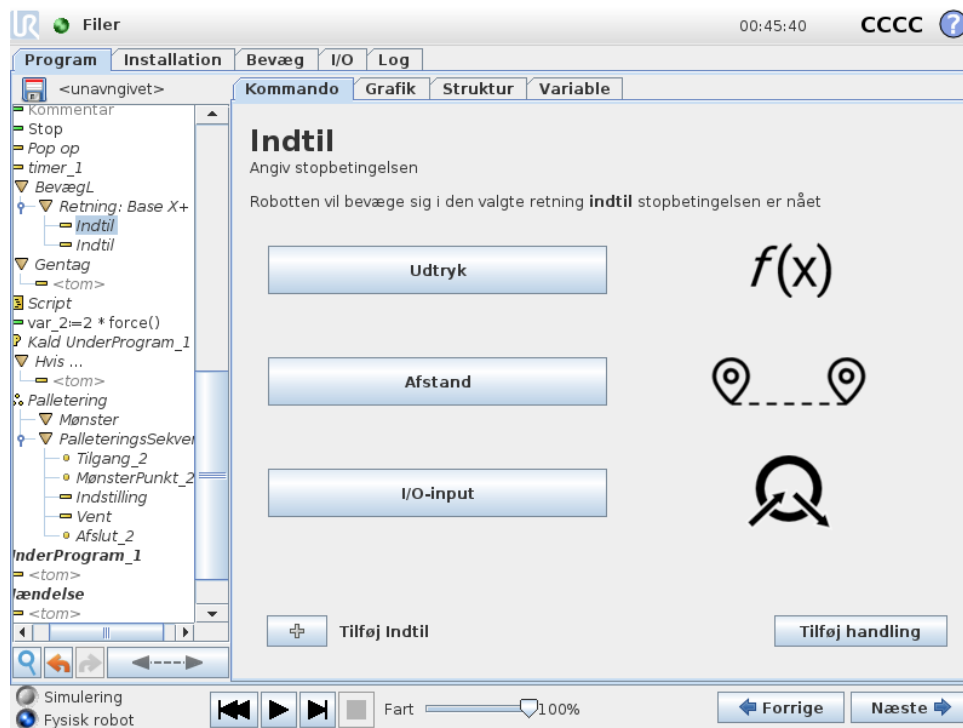 UR Filer 00:45:40 CCCC ?
Program Installation Bevæg I/O Log
<unavngivet> Kommando Grafik Struktur Variable
Kommentar
Stop
Pop op
timer_1
BevægL
Retning: Base X+
Indtil
Indtil
Gentag
<tom>
Script
var_2:=2 * force()
Kald UnderProgram_1
Hvis ...
<tom>
Palletering
Mønster
PalleteringsSekver
Tilgang_2
MønsterPunkt_2
Indstilling
Vent
Afslut_2
nderProgram_1
<tom>
ændelse
<tom>
Indtil
Angiv stopbetingelsen
Robotten vil bevæge sig i den valgte retning indtil stopbetingelsen er nået
Udtryk f(x)
Afstand
I/O-input
Tilføj Indtil Tilføj handling
Simulering
Fysisk robot
Fart 100%
Forrige Næste